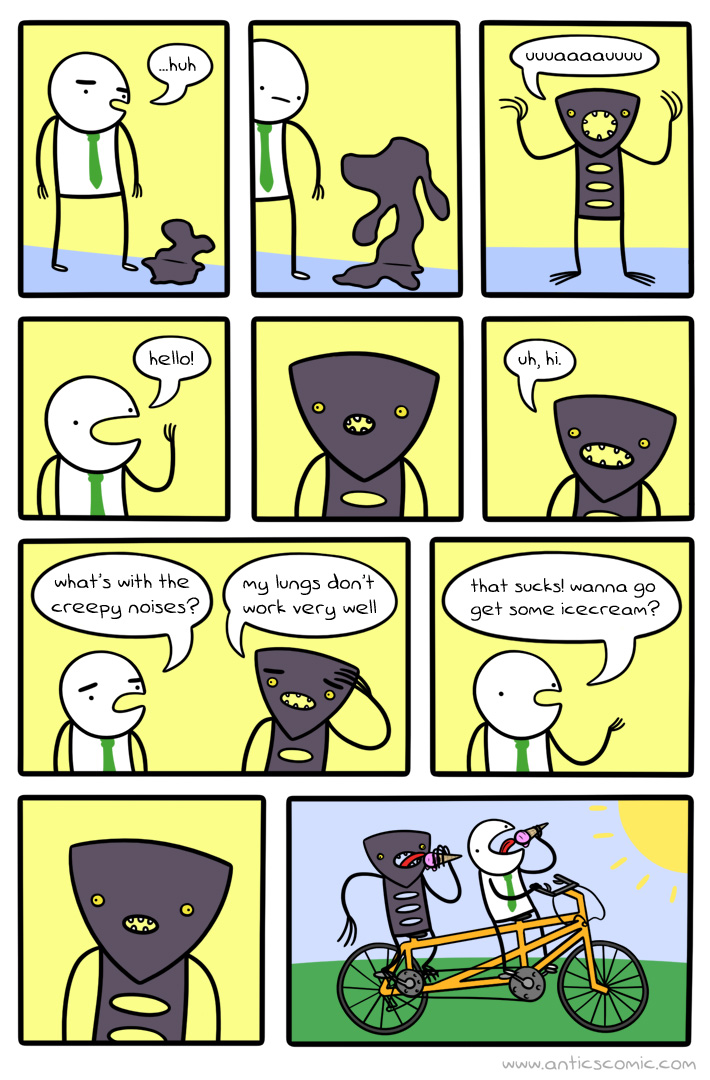 ...huh
uuuaaaauuuu
hello!
uh, hi.
what's with the
creepy noises?
my lungs don't
work very well
that sucks! wanna go
get some icecream?
www.anticscomic.com